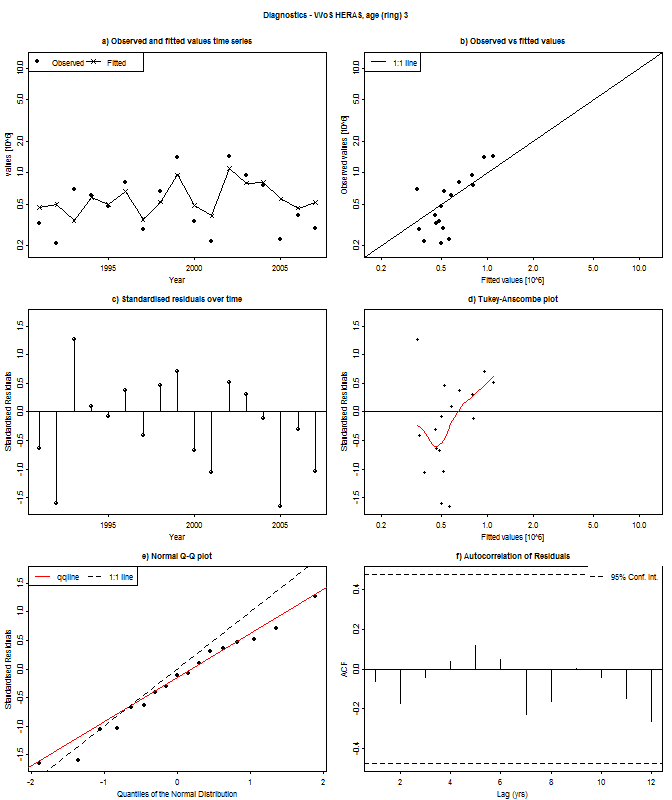 Diagnostics - WoS HERAS, age (ring) 3
a) Observed and fitted values time series
values [10^6]
0.2 0.5 1.0 2.0 5.0 10.0
Observed Fitted
1995 2000 2005
Year
b) Observed vs fitted values
Observed values [10^6]
0.2 0.5 1.0 2.0 5.0 10.0
1:1 line
0.2 0.5 1.0 2.0 5.0 10.0
Fitted values [10^6]
c) Standardised residuals over time
Standardised Residuals
-1.5 -1.0 -0.5 0.0 0.5 1.0 1.5
1995 2000 2005
Year
d) Tukey-Anscombe plot
Standardised Residuals
-1.5 -1.0 -0.5 0.0 0.5 1.0 1.5
0.2 0.5 1.0 2.0 5.0 10.0
Fitted values [10^6]
e) Normal Q-Q plot
Standardised Residuals
-1.5 -1.0 -0.5 0.0 0.5 1.0 1.5
qqline 1:1 line
-2 -1 0 1 2
Quantiles of the Normal Distribution
f) Autocorrelation of Residuals
ACF
-0.4 -0.2 0.0 0.2 0.4
95% Conf. Int.
2 4 6 8 10 12
Lag (yrs)